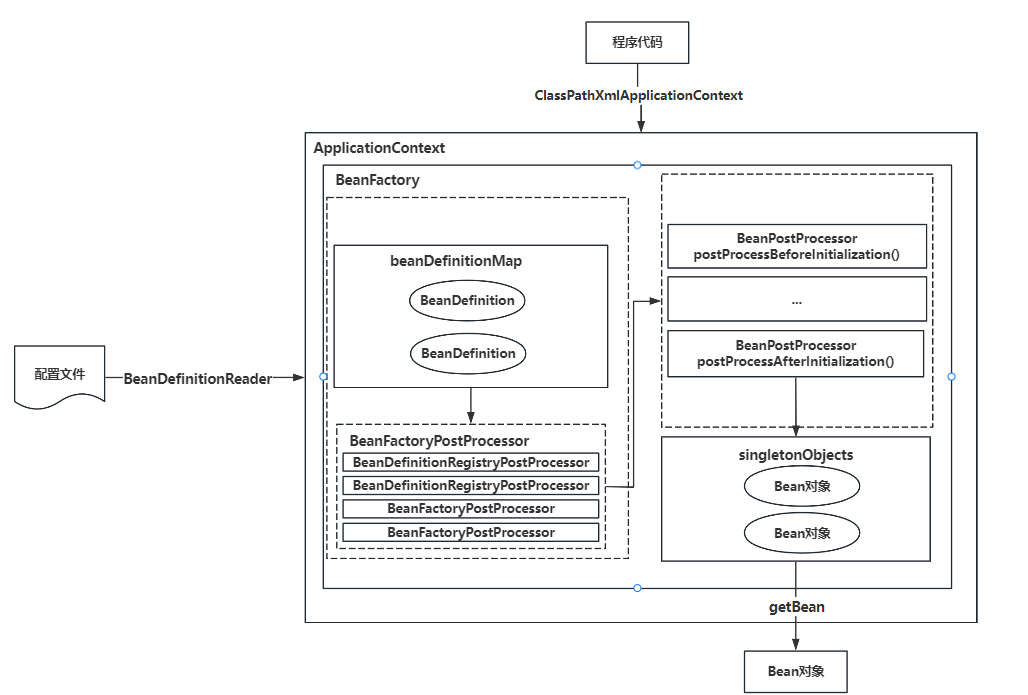 程序代码
ClassPathXmlApplicationContext
ApplicationContext
BeanFactory
配置文件
BeanDefinitionReader
beanDefinitionMap
BeanDefinition
BeanDefinition
BeanFactoryPostProcessor
BeanDefinitionRegistryPostProcessor
BeanDefinitionRegistryPostProcessor
BeanFactoryPostProcessor
BeanFactoryPostProcessor
BeanPostProcessor
postProcessBeforeInitialization()
...
BeanPostProcessor
postProcessAfterInitialization()
singletonObjects
Bean对象
Bean对象
getBean
Bean对象